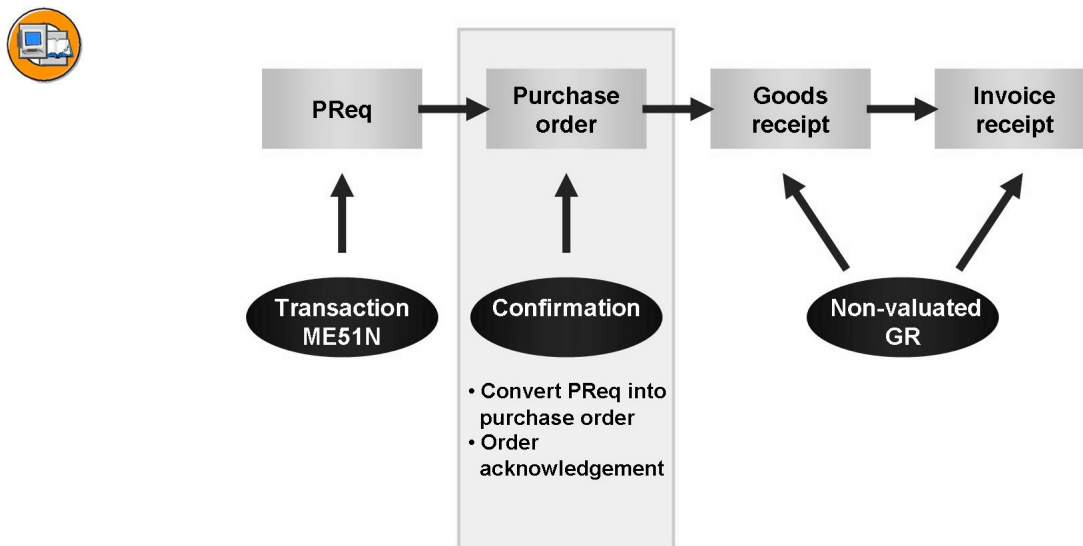 PReq
Purchase
order
Goods
receipt
Invoice
receipt
Transaction
ME51N
Confirmation
Non-valuated
GR
• Convert PReq into
purchase order
• Order
acknowledgement